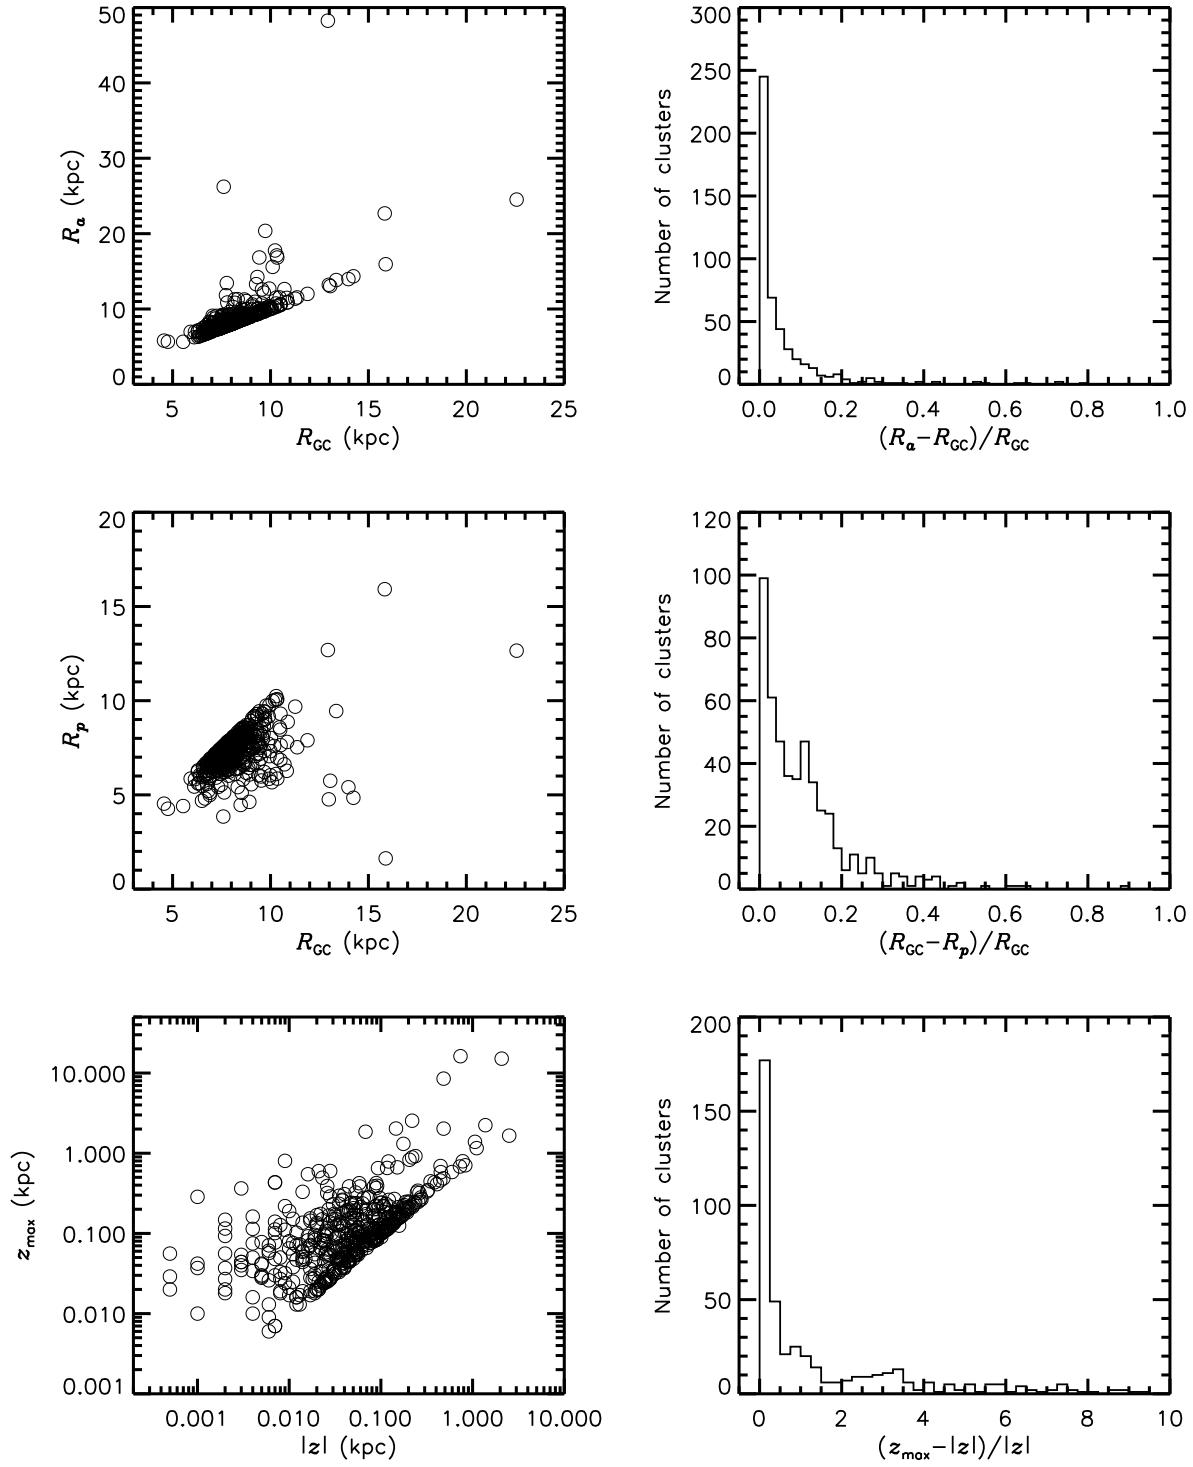 50
40
30
20
10
0
R_a (kpc)
5 10 15 20 25
R_GC (kpc)
300
250
200
150
100
50
0
Number of clusters
0.0 0.2 0.4 0.6 0.8 1.0
(R_a−R_GC)/R_GC
20
15
10
5
0
R_p (kpc)
5 10 15 20 25
R_GC (kpc)
120
100
80
60
40
20
0
Number of clusters
0.0 0.2 0.4 0.6 0.8 1.0
(R_GC−R_p)/R_GC
10.000
1.000
0.100
0.010
0.001
z_max (kpc)
0.001 0.010 0.100 1.000 10.000
|z| (kpc)
200
150
100
50
0
Number of clusters
0 2 4 6 8 10
(z_max−|z|)/|z|